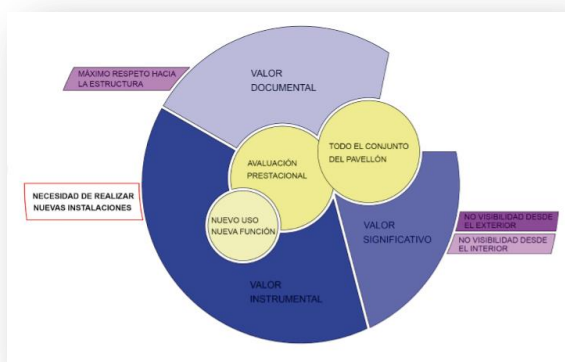 VALOR
DOCUMENTAL
MÁXIMO RESPETO HACIA
LA ESTRUCTURA
TODO EL CONJUNTO
DEL PAVELLÓN
AVALUACIÓN
PRESTACIONAL
NECESIDAD DE REALIZAR
NUEVAS INSTALACIONES
NUEVO USO
NUEVA FUNCIÓN
VALOR
SIGNIFICATIVO
NO VISIBILIDAD DESDE
EL EXTERIOR
NO VISIBILIDAD DESDE
EL INTERIOR
VALOR
INSTRUMENTAL